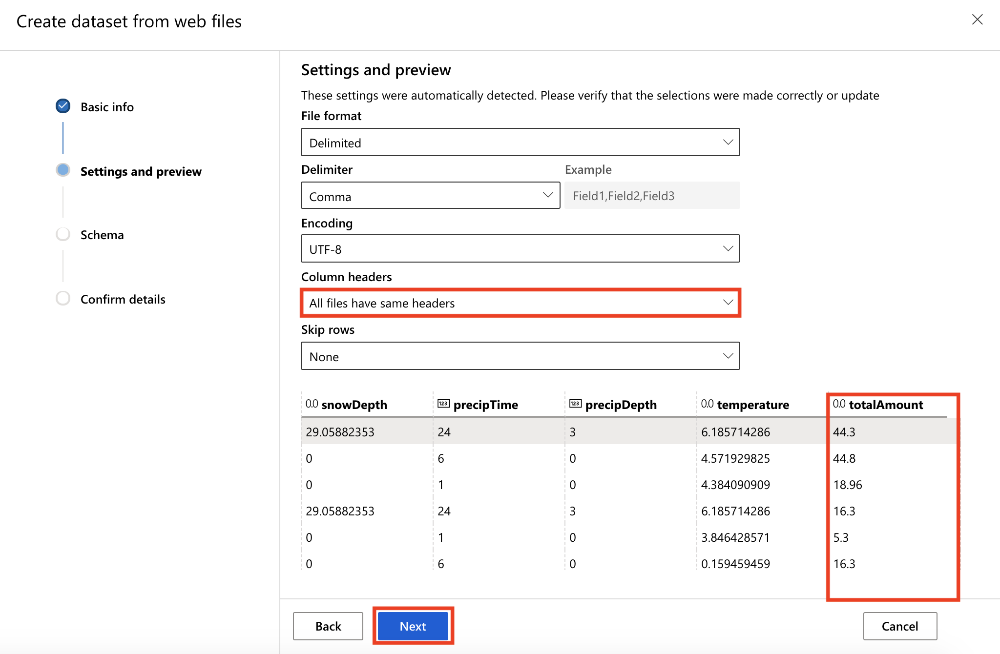 Create dataset from web files
Basic info
Settings and preview
Schema
Confirm details
Settings and preview
These settings were automatically detected. Please verify that the selections were made correctly or update
File format
Delimited
Delimiter Example
Comma Field1,Field2,Field3
Encoding
UTF-8
Column headers
All files have same headers
Skip rows
None
0.0 snowDepth 123 precipTime 123 precipDepth 0.0 temperature 0.0 totalAmount
29.05882353 24 3 6.185714286 44.3
0 6 0 4.571929825 44.8
0 1 0 4.384090909 18.96
29.05882353 24 3 6.185714286 16.3
0 1 0 3.846428571 5.3
0 6 0 0.159459459 16.3
Back Next Cancel